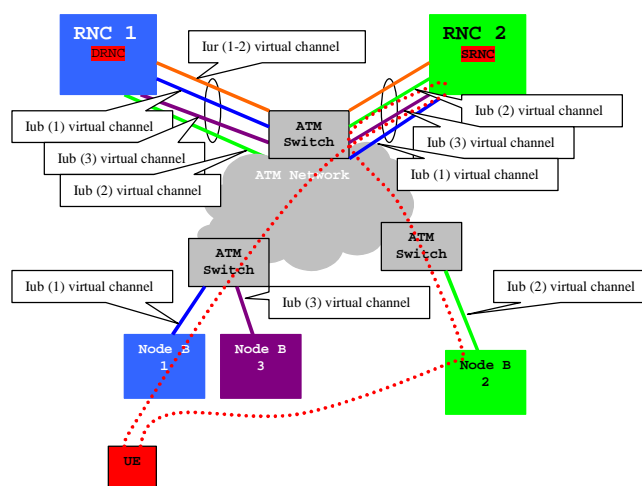 RNC 1
DRNC
RNC 2
SRNC
Iur (1-2) virtual channel
Iub (1) virtual channel
Iub (3) virtual channel
Iub (2) virtual channel
ATM
Switch
Iub (2) virtual channel
Iub (3) virtual channel
Iub (1) virtual channel
ATM Network
ATM
Switch
ATM
Switch
Iub (1) virtual channel
Iub (3) virtual channel
Iub (2) virtual channel
Node B
1
Node B
3
Node B
2
UE